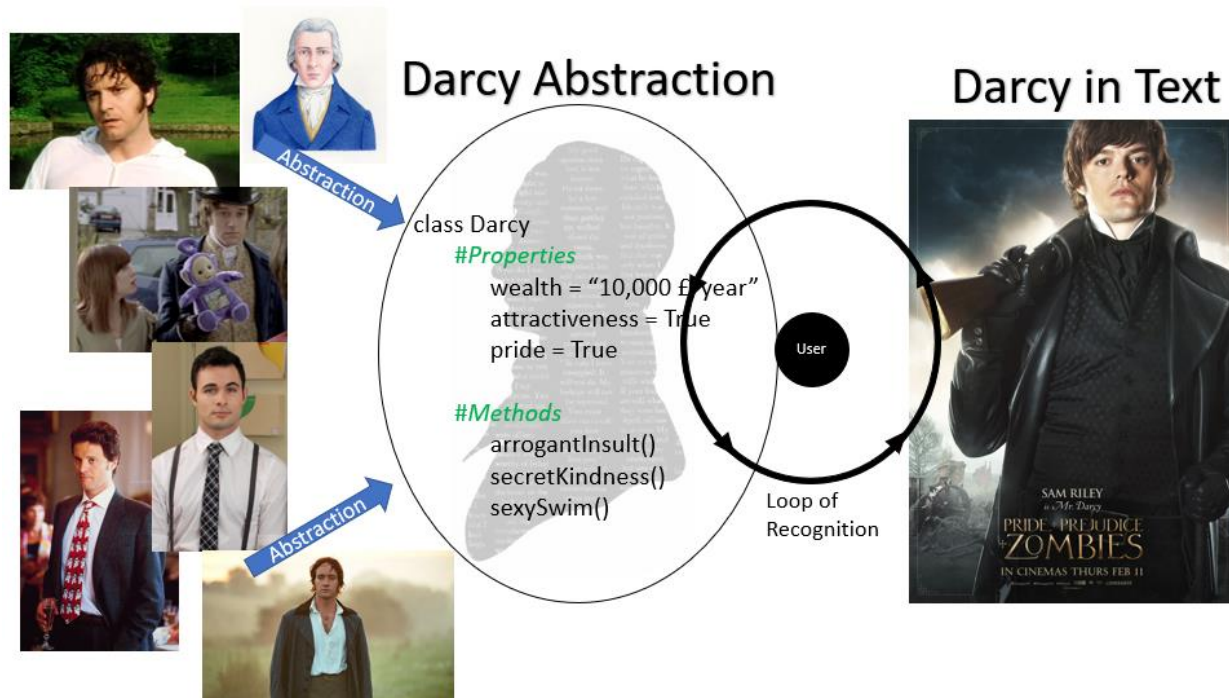 Darcy Abstraction
Darcy in Text
Abstraction
class Darcy
#Properties
wealth = “10,000 £ year”
attractiveness = True
pride = True
#Methods
arrogantInsult()
secretKindness()
sexySwim()
Abstraction
User
Loop of
Recognition
SAM RILEY
is Mr. Darcy
PRIDE + PREJUDICE
+ ZOMBIES
IN CINEMAS THURS FEB 11